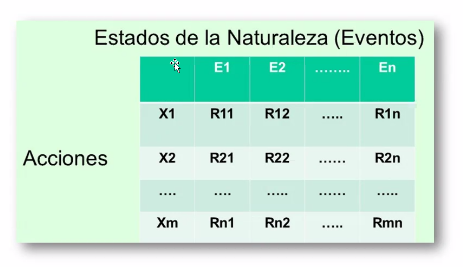 Estados de la Naturaleza (Eventos)
E1 E2 …….. En
X1 R11 R12 ….. R1n
Acciones
X2 R21 R22 …… R2n
…. …. ….. …… …..
Xm Rn1 Rn2 ….. Rmn